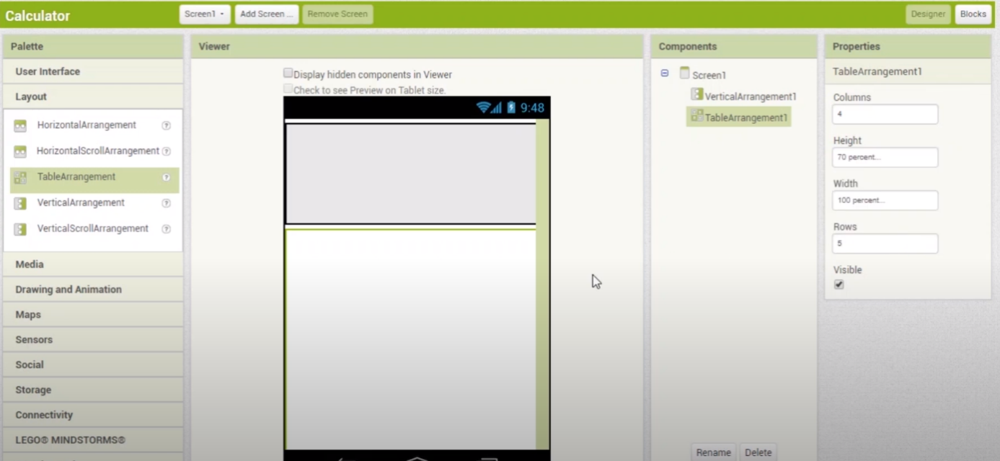 Calculator
Screen1
Add Screen ...
Remove Screen
Designer
Blocks
Palette
User Interface
Layout
HorizontalArrangement
HorizontalScrollArrangement
TableArrangement
VerticalArrangement
VerticalScrollArrangement
Media
Drawing and Animation
Maps
Sensors
Social
Storage
Connectivity
LEGO® MINDSTORMS®
Viewer
Display hidden components in Viewer
Check to see Preview on Tablet size.
9:48
Components
Screen1
VerticalArrangement1
TableArrangement1
Rename
Delete
Properties
TableArrangement1
Columns
4
Height
70 percent...
Width
100 percent...
Rows
5
Visible